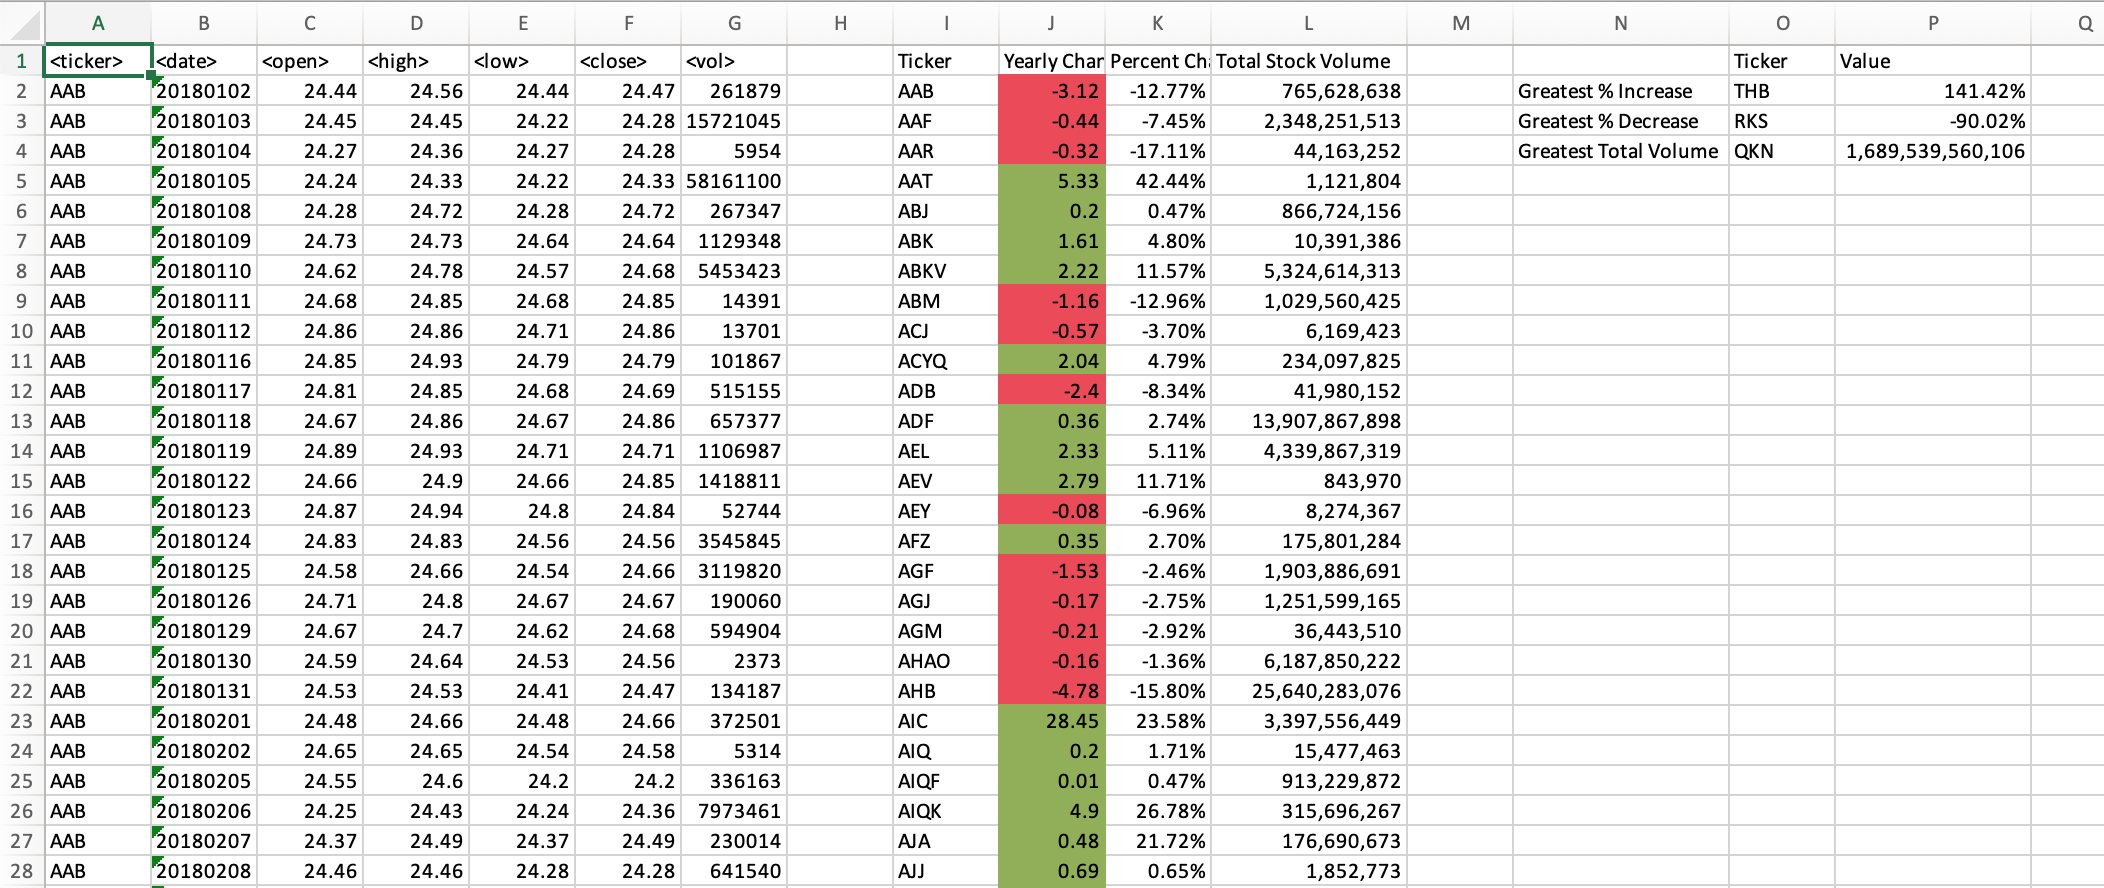 A B C D E F G H I J K L M N O P Q
1 <ticker> <date> <open> <high> <low> <close> <vol> Ticker Yearly Chan Percent Ch Total Stock Volume Ticker Value
2 AAB 20180102 24.44 24.56 24.44 24.47 261879 AAB -3.12 -12.77% 765,628,638 Greatest % Increase THB 141.42%
3 AAB 20180103 24.45 24.45 24.22 24.28 15721045 AAF -0.44 -7.45% 2,348,251,513 Greatest % Decrease RKS -90.02%
4 AAB 20180104 24.27 24.36 24.27 24.28 5954 AAR -0.32 -17.11% 44,163,252 Greatest Total Volume QKN 1,689,539,560,106
5 AAB 20180105 24.24 24.33 24.22 24.33 58161100 AAT 5.33 42.44% 1,121,804
6 AAB 20180108 24.28 24.72 24.28 24.72 267347 ABJ 0.2 0.47% 866,724,156
7 AAB 20180109 24.73 24.73 24.64 24.64 1129348 ABK 1.61 4.80% 10,391,386
8 AAB 20180110 24.62 24.78 24.57 24.68 5453423 ABKV 2.22 11.57% 5,324,614,313
9 AAB 20180111 24.68 24.85 24.68 24.85 14391 ABM -1.16 -12.96% 1,029,560,425
10 AAB 20180112 24.86 24.86 24.71 24.86 13701 ACJ -0.57 -3.70% 6,169,423
11 AAB 20180116 24.85 24.93 24.79 24.79 101867 ACYQ 2.04 4.79% 234,097,825
12 AAB 20180117 24.81 24.85 24.68 24.69 515155 ADB -2.4 -8.34% 41,980,152
13 AAB 20180118 24.67 24.86 24.67 24.86 657377 ADF 0.36 2.74% 13,907,867,898
14 AAB 20180119 24.89 24.93 24.71 24.71 1106987 AEL 2.33 5.11% 4,339,867,319
15 AAB 20180122 24.66 24.9 24.66 24.85 1418811 AEV 2.79 11.71% 843,970
16 AAB 20180123 24.87 24.94 24.8 24.84 52744 AEY -0.08 -6.96% 8,274,367
17 AAB 20180124 24.83 24.83 24.56 24.56 3545845 AFZ 0.35 2.70% 175,801,284
18 AAB 20180125 24.58 24.66 24.54 24.66 3119820 AGF -1.53 -2.46% 1,903,886,691
19 AAB 20180126 24.71 24.8 24.67 24.67 190060 AGJ -0.17 -2.75% 1,251,599,165
20 AAB 20180129 24.67 24.7 24.62 24.68 594904 AGM -0.21 -2.92% 36,443,510
21 AAB 20180130 24.59 24.64 24.53 24.56 2373 AHAO -0.16 -1.36% 6,187,850,222
22 AAB 20180131 24.53 24.53 24.41 24.47 134187 AHB -4.78 -15.80% 25,640,283,076
23 AAB 20180201 24.48 24.66 24.48 24.66 372501 AIC 28.45 23.58% 3,397,556,449
24 AAB 20180202 24.65 24.65 24.54 24.58 5314 AIQ 0.2 1.71% 15,477,463
25 AAB 20180205 24.55 24.6 24.2 24.2 336163 AIQF 0.01 0.47% 913,229,872
26 AAB 20180206 24.25 24.43 24.24 24.36 7973461 AIQK 4.9 26.78% 315,696,267
27 AAB 20180207 24.37 24.49 24.37 24.49 230014 AJA 0.48 21.72% 176,690,673
28 AAB 20180208 24.46 24.46 24.28 24.28 641540 AJJ 0.69 0.65% 1,852,773